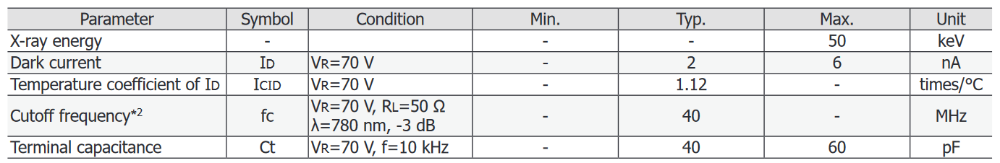 Parameter Symbol Condition Min. Typ. Max. Unit
X-ray energy - - - 50 keV
Dark current ID VR=70 V - 2 6 nA
Temperature coefficient of ID ICID VR=70 V - 1.12 - times/°C
Cutoff frequency*2 fc VR=70 V, RL=50 Ω
λ=780 nm, -3 dB - 40 - MHz
Terminal capacitance Ct VR=70 V, f=10 kHz - 40 60 pF